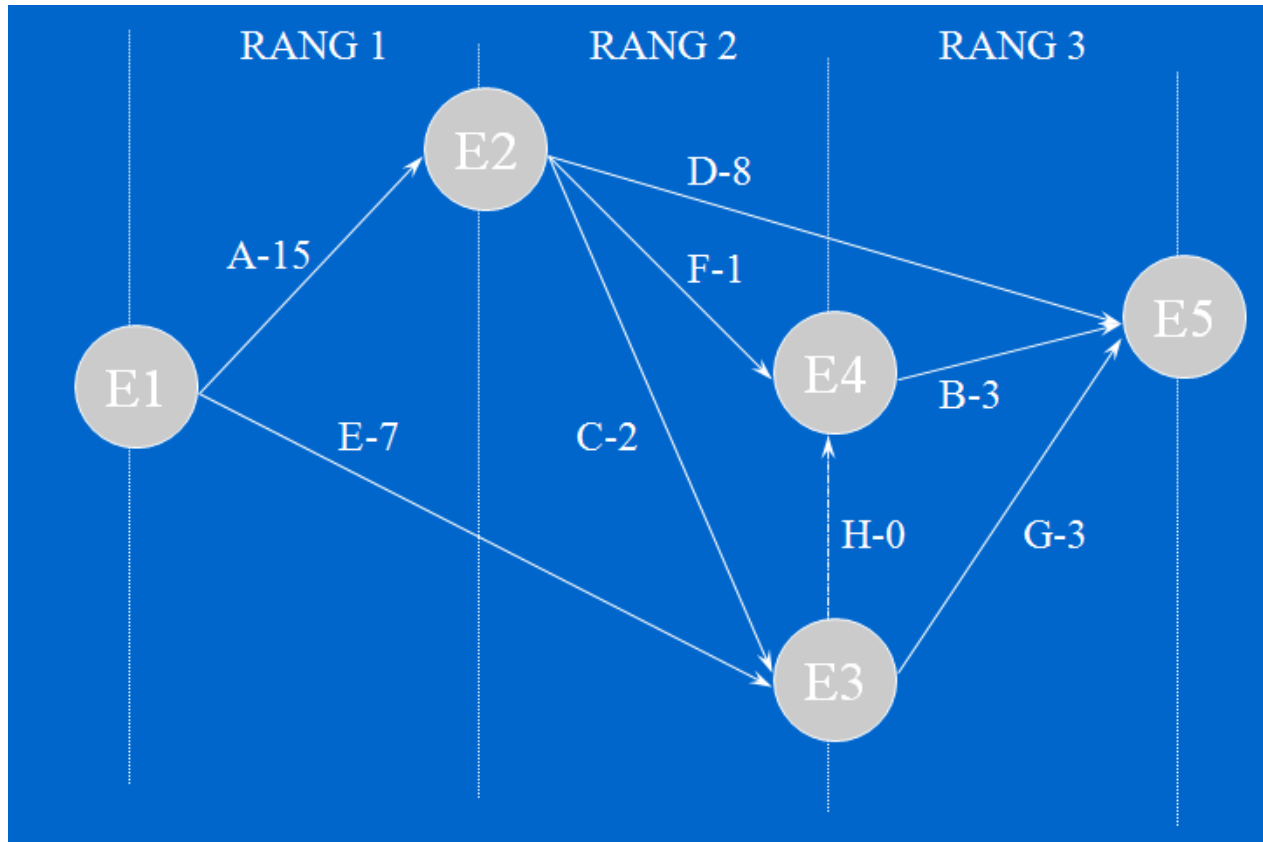 RANG 1
RANG 2
RANG 3
E2
D-8
A-15
F-1
E5
E4
E1
B-3
E-7
C-2
H-0
G-3
E3